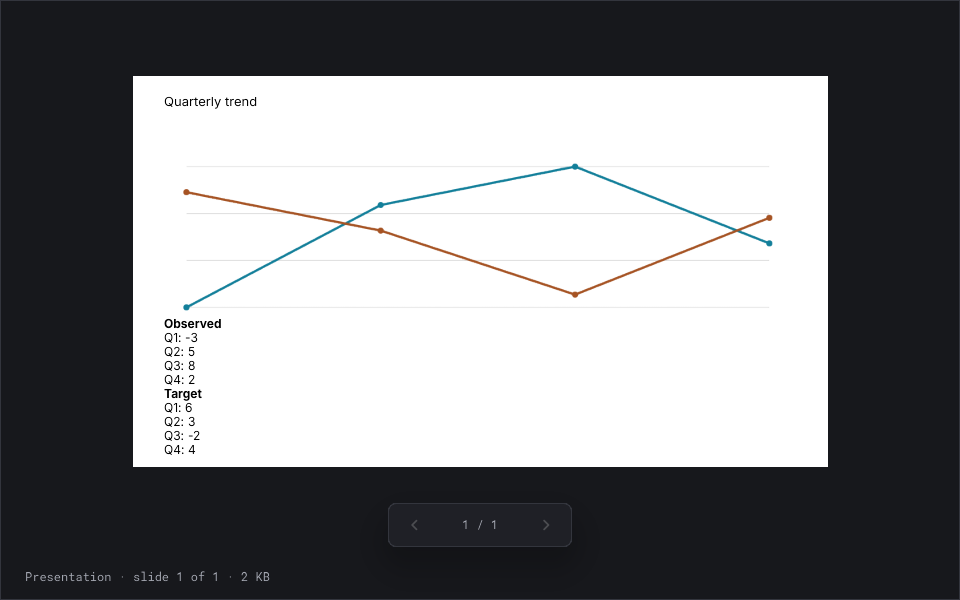 Quarterly trend
Observed
Q1: -3
Q2: 5
Q3: 8
Q4: 2
Target
Q1: 6
Q2: 3
Q3: -2
Q4: 4
1 / 1
Presentation · slide 1 of 1 · 2 KB